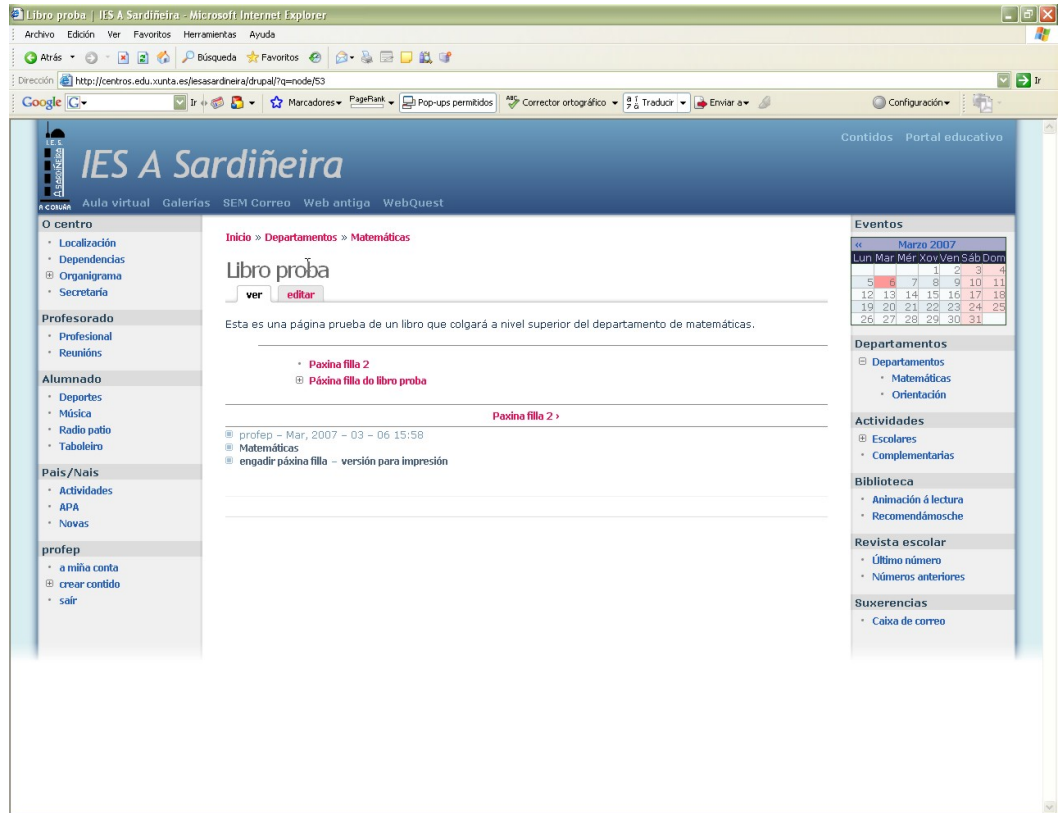 Libro proba | IES A Sardiñeira - Microsoft Internet Explorer
Archivo Edición Ver Favoritos Herramientas Ayuda
Atrás Búsqueda Favoritos
Dirección http://centros.edu.xunta.es/iesasardineira/drupal/?q=node/53 Ir
Google G Ir Marcadores PageRank Pop-ups permitidos ABC Corrector ortográfico Traducir Enviar a Configuración
Contidos Portal educativo
I.E.S.
A SARDIÑEIRA
A CORUÑA
IES A Sardiñeira
Aula virtual Galerías SEM Correo Web antiga WebQuest
O centro
Localización
Dependencias
Organigrama
Secretaría
Profesorado
Profesional
Reunións
Alumnado
Deportes
Música
Radio patio
Taboleiro
Pais/Nais
Actividades
APA
Novas
profep
a miña conta
crear contido
saír
Inicio » Departamentos » Matemáticas
Libro proba
ver editar
Esta es una página prueba de un libro que colgará a nivel superior del departamento de matemáticas.
Paxina filla 2
Páxina filla do libro proba
Paxina filla 2 ›
profep – Mar, 2007 – 03 – 06 15:58
Matemáticas
engadir páxina filla – versión para impresión
Eventos
« Marzo 2007
Lun Mar Mér Xov Ven Sáb Dom
1 2 3 4
5 6 7 8 9 10 11
12 13 14 15 16 17 18
19 20 21 22 23 24 25
26 27 28 29 30 31
Departamentos
Departamentos
Matemáticas
Orientación
Actividades
Escolares
Complementarias
Biblioteca
Animación á lectura
Recomendámosche
Revista escolar
Último número
Números anteriores
Suxerencias
Caixa de correo